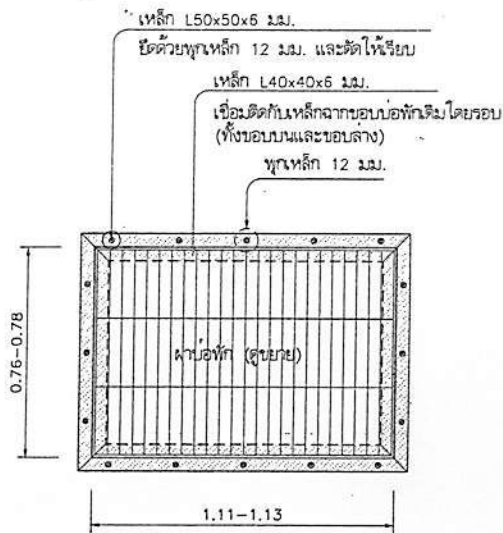 เหล็ก L50x50x6 มม.
ยึดด้วยพุกเหล็ก 12 มม. และตัดให้เรียบ
เหล็ก L40x40x6 มม.
เชื่อมติดกับเหล็กฉากขอบบ่อพักเดิมโดยรอบ
(ทั้งขอบบนและขอบล่าง)
พุกเหล็ก 12 มม.
0.76-0.78
ฝาบ่อพัก (ดูขยาย)
1.11-1.13